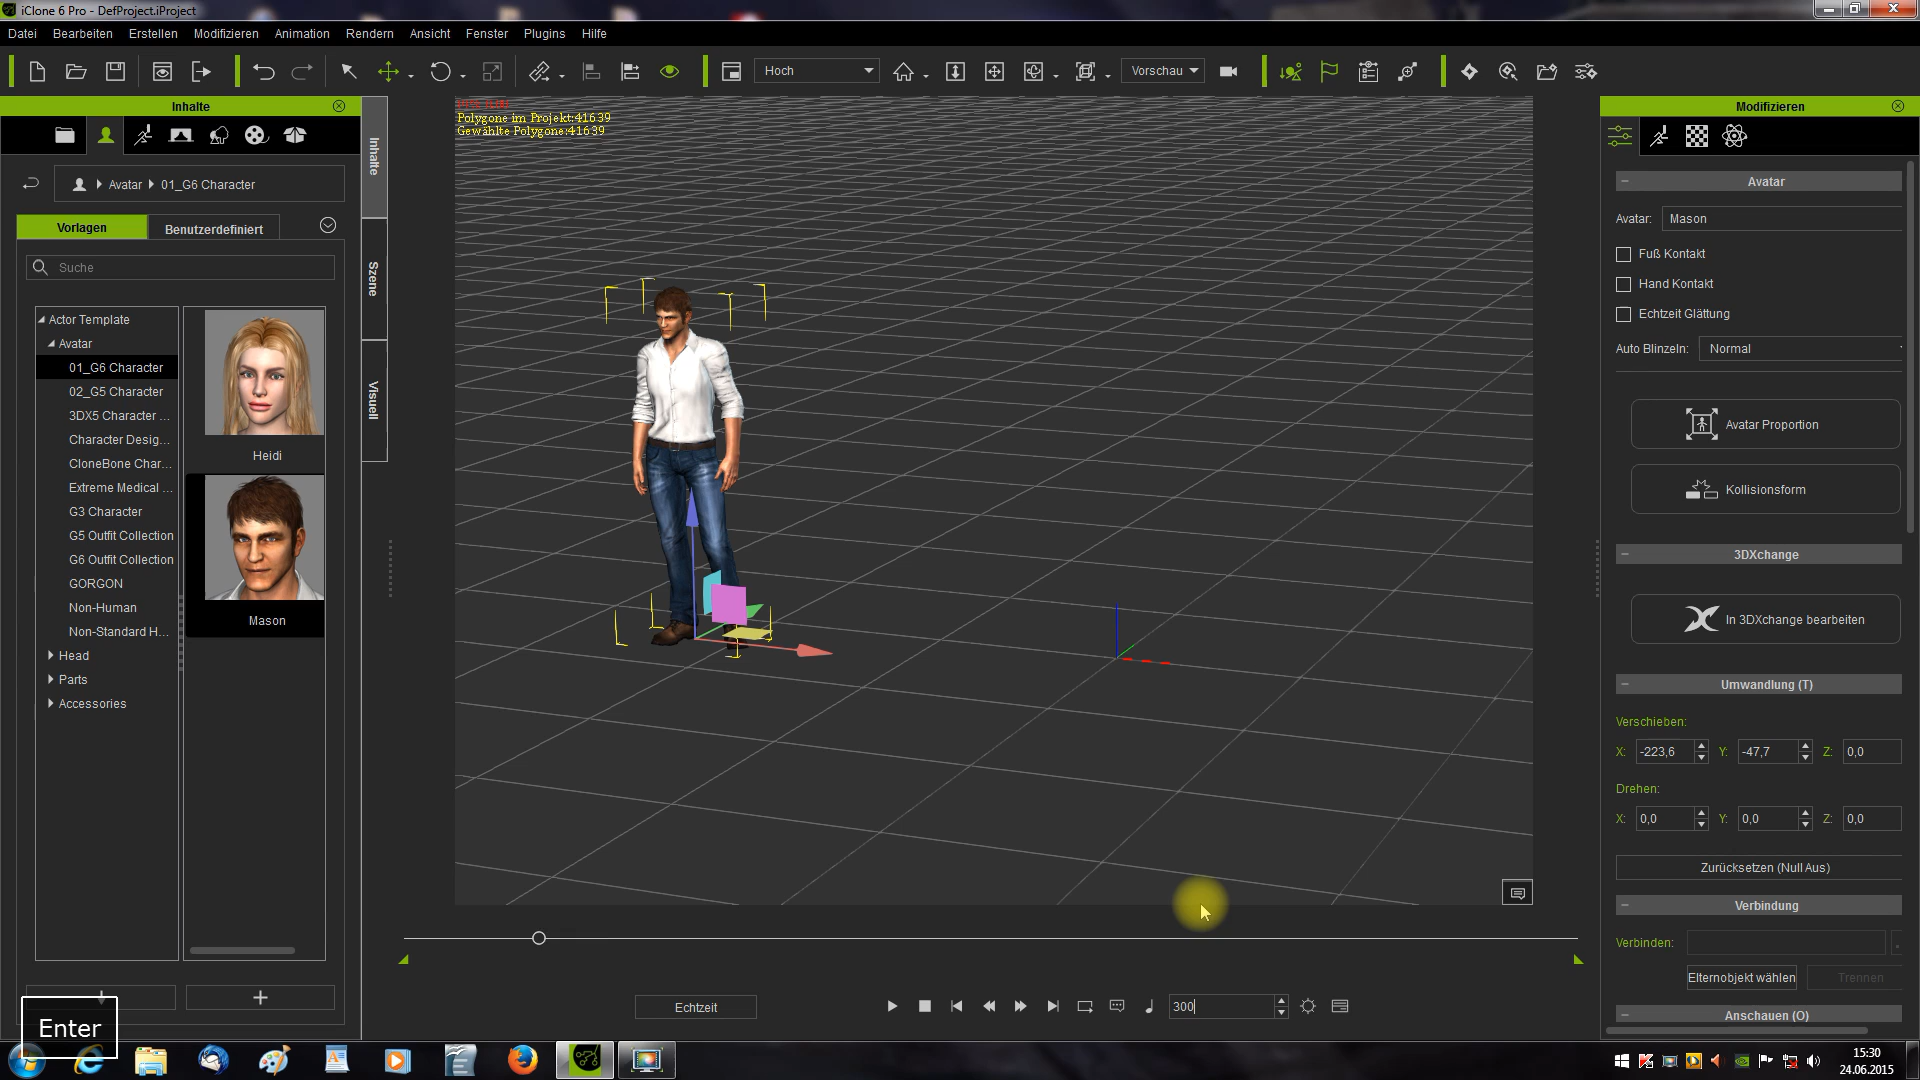 iClone 6 Pro - DefProject.iProject
Datei Bearbeiten Erstellen Modifizieren Animation Rendern Ansicht Fenster Plugins Hilfe
Hoch
Vorschau
Inhalte
Avatar 01_G6 Character
Vorlagen Benutzerdefiniert
Suche
Actor Template
Avatar
01_G6 Character
02_G5 Character
3DX5 Character ...
Character Desig...
CloneBone Char...
Extreme Medical ...
G3 Character
G5 Outfit Collection
G6 Outfit Collection
GORGON
Non-Human
Non-Standard H...
Head
Parts
Accessories
Heidi
Mason
Enter
Inhalte
Szene
Visuell
Polygone im Projekt:41639
Gewählte Polygone:41639
Echtzeit
300
Modifizieren
Avatar
Avatar: Mason
Fuß Kontakt
Hand Kontakt
Echtzeit Glättung
Auto Blinzeln: Normal
Avatar Proportion
Kollisionsform
3DXchange
In 3DXchange bearbeiten
Umwandlung (T)
Verschieben:
X: -223,6 Y: -47,7 Z: 0,0
Drehen:
X: 0,0 Y: 0,0 Z: 0,0
Zurücksetzen (Null Aus)
Verbindung
Verbinden:
Elternobjekt wählen Trennen
Anschauen (O)
15:30
24.06.2015